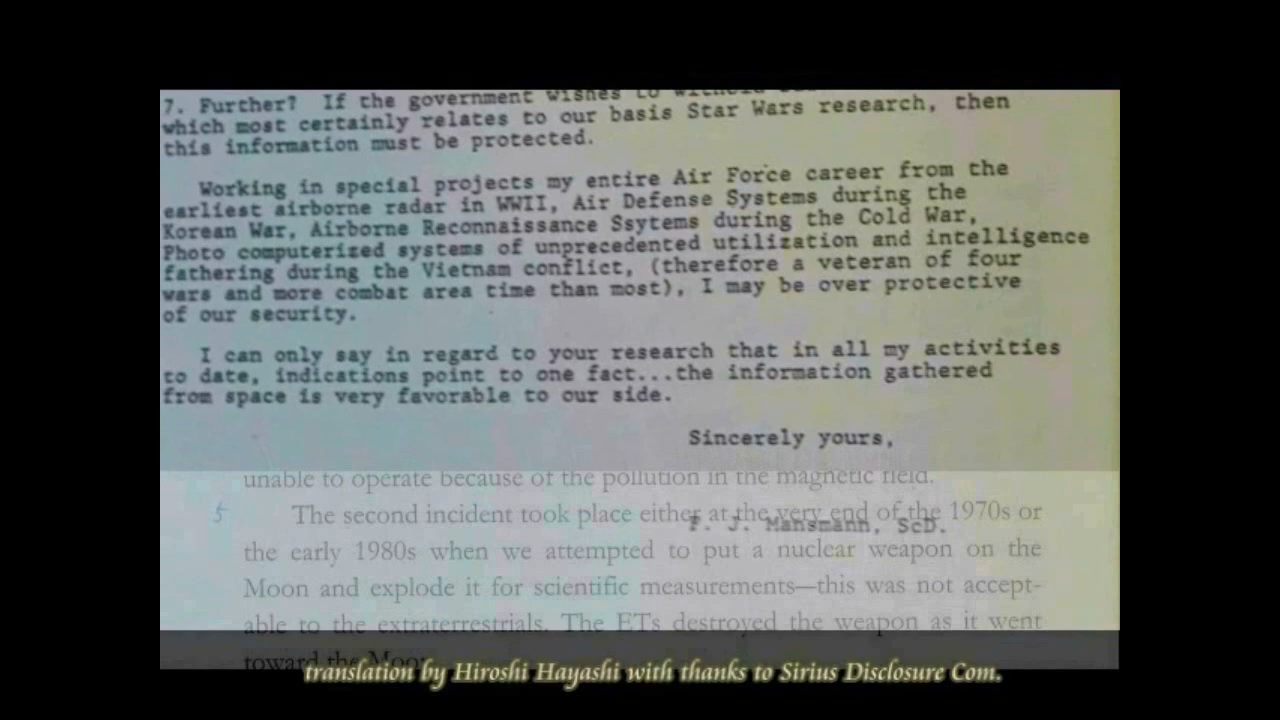 7. Further? If the government wishes to
which most certainly relates to our basis Star Wars research, then
this information must be protected.
Working in special projects my entire Air Force career from the
earliest airborne radar in WWII, Air Defense Systems during the
Korean War, Airborne Reconnaissance Ssytems during the Cold War,
Photo computerized systems of unprecedented utilization and intelligence
fathering during the Vietnam conflict, (therefore a veteran of four
wars and more combat area time than most), I may be over protective
of our security.
I can only say in regard to your research that in all my activities
to date, indications point to one fact...the information gathered
from space is very favorable to our side.
Sincerely yours,
unable to operate because of the pollution in the magnetic field.
5 The second incident took place either at the very end of the 1970s or
F. J. Mansmann, ScD.
the early 1980s when we attempted to put a nuclear weapon on the
Moon and explode it for scientific measurements—this was not accept-
able to the extraterrestrials. The ETs destroyed the weapon as it went
toward the Moon
translation by Hiroshi Hayashi with thanks to Sirius Disclosure Com.